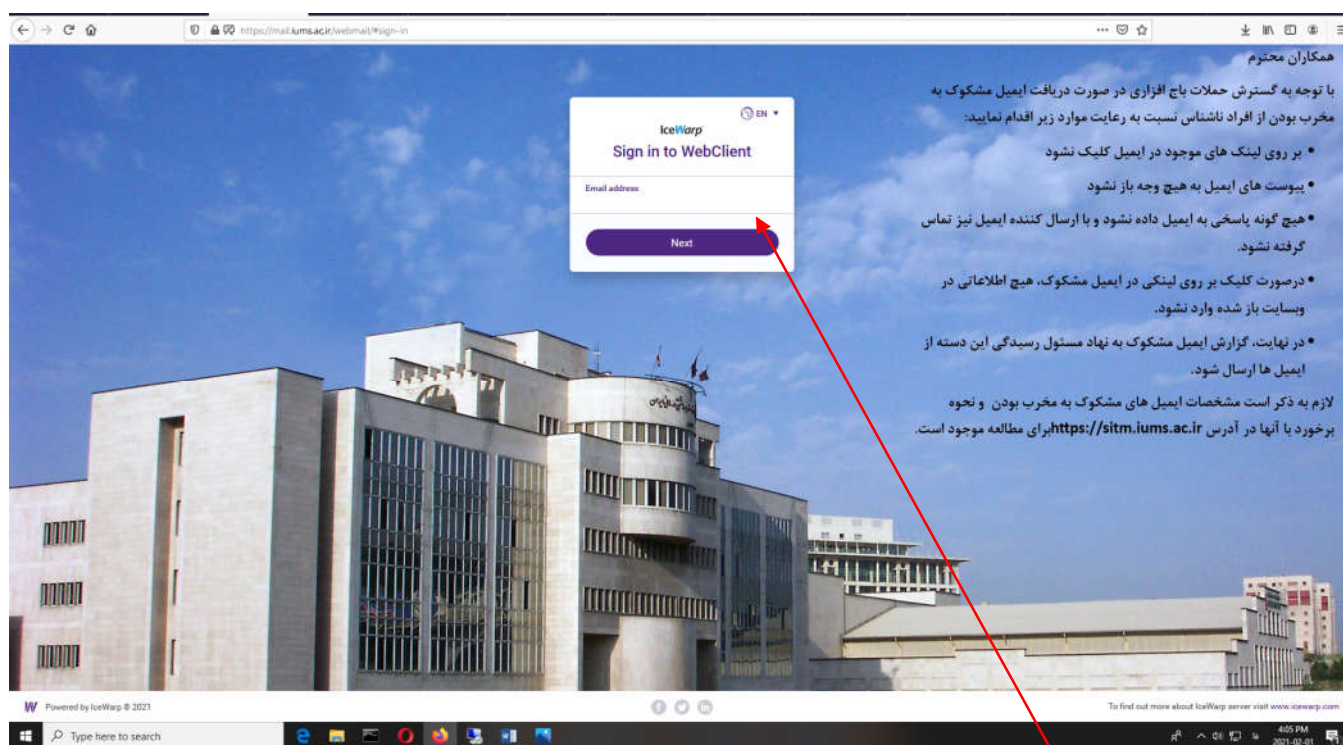 https://mail.iums.ac.ir/webmail/#sign-in
EN
IceWarp
Sign in to WebClient
Email address
Next
همکاران محترم
با توجه به گسترش حملات باج افزاری در صورت دریافت ایمیل مشکوک به
مخرب بودن از افراد ناشناس نسبت به رعایت موارد زیر اقدام نمایید:
• بر روی لینک های موجود در ایمیل کلیک نشود
• پیوست های ایمیل به هیچ وجه باز نشود
• هیچ گونه پاسخی به ایمیل داده نشود و با ارسال کننده ایمیل نیز تماس
گرفته نشود.
• درصورت کلیک بر روی لینکی در ایمیل مشکوک، هیچ اطلاعاتی در
وبسایت باز شده وارد نشود.
• در نهایت، گزارش ایمیل مشکوک به نهاد مسئول رسیدگی این دسته از
ایمیل ها ارسال شود.
لازم به ذکر است مشخصات ایمیل های مشکوک به مخرب بودن و نحوه
برخورد با آنها در آدرس https://sitm.iums.ac.ir برای مطالعه موجود است.
Powered by IceWarp © 2021
To find out more about IceWarp server visit www.icewarp.com
Type here to search
4:05 PM
2021-02-01